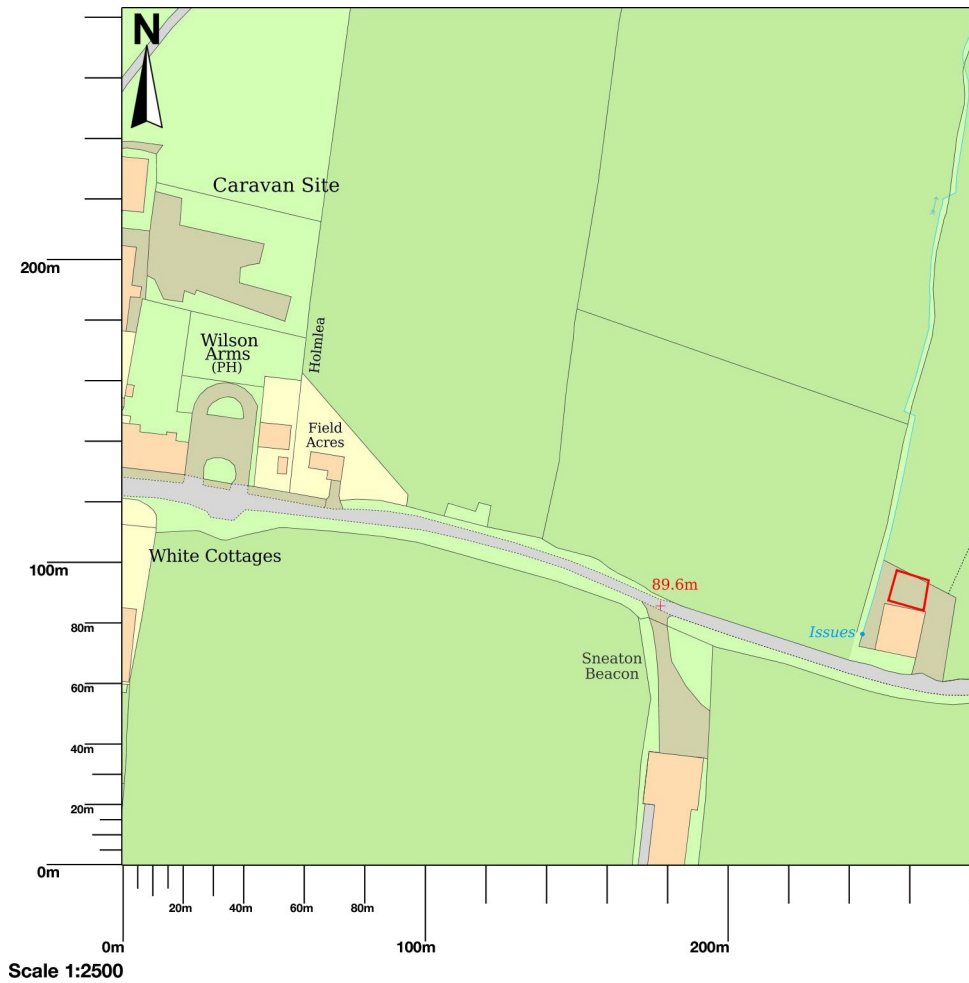 N
Caravan Site
200m
Holmlea
Wilson
Arms
(PH)
Field
Acres
White Cottages
100m
89.6m
80m
Issues
Sneaton
Beacon
60m
40m
20m
0m
20m
40m
60m
80m
0m
100m
200m
Scale 1:2500